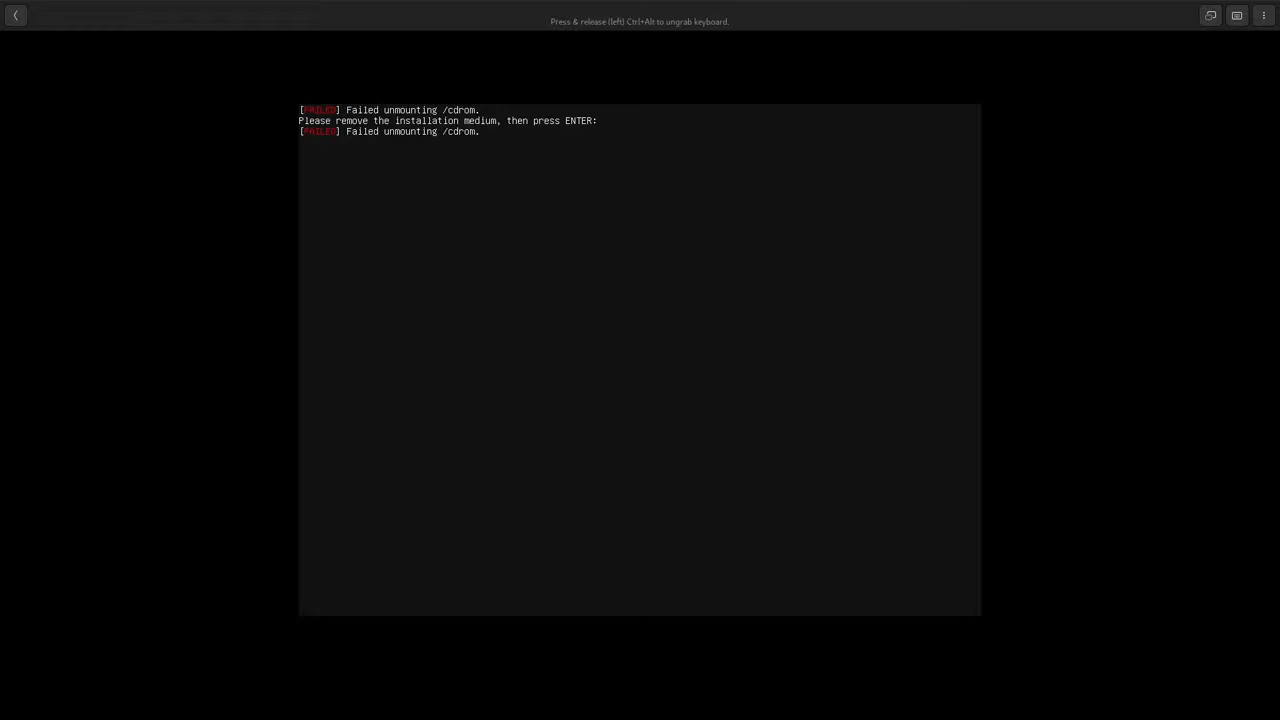 Press & release (left) Ctrl+Alt to ungrab keyboard.
[FAILED] Failed unmounting /cdrom.
Please remove the installation medium, then press ENTER:
[FAILED] Failed unmounting /cdrom.